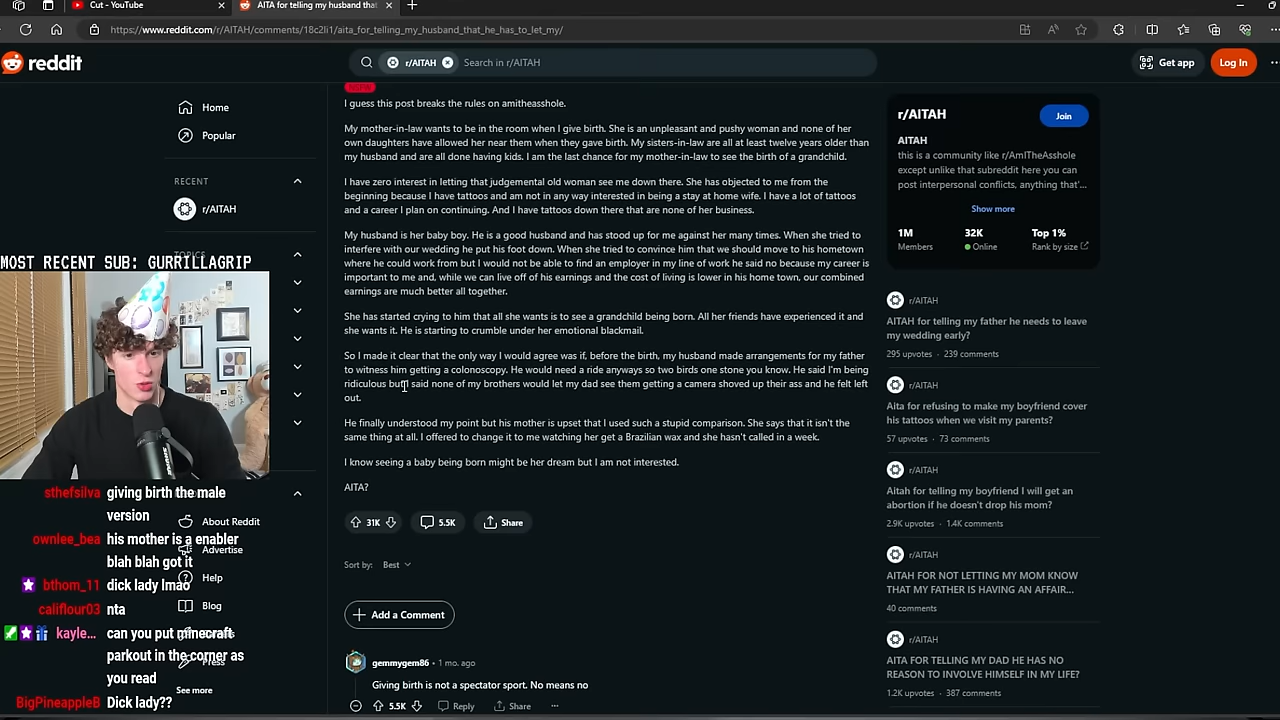 Cut - YouTube
AITA for telling my husband that
https://www.reddit.com/r/AITAH/comments/18c2li1/aita_for_telling_my_husband_that_he_has_to_let_my/
reddit
r/AITAH
Search in r/AITAH
Get app
Log In
Home
Popular
RECENT
r/AITAH
TOPICS
MOST RECENT SUB: GURRILLAGRIP
NSFW
I guess this post breaks the rules on amitheasshole.
My mother-in-law wants to be in the room when I give birth. She is an unpleasant and pushy woman and none of her
own daughters have allowed her near them when they gave birth. My sisters-in-law are all at least twelve years older than
my husband and are all done having kids. I am the last chance for my mother-in-law to see the birth of a grandchild.
I have zero interest in letting that judgemental old woman see me down there. She has objected to me from the
beginning because I have tattoos and am not in any way interested in being a stay at home wife. I have a lot of tattoos
and a career I plan on continuing. And I have tattoos down there that are none of her business.
My husband is her baby boy. He is a good husband and has stood up for me against her many times. When she tried to
interfere with our wedding he put his foot down. When she tried to convince him that we should move to his hometown
where he could work from but I would not be able to find an employer in my line of work he said no because my career is
important to me and, while we can live off of his earnings and the cost of living is lower in his home town, our combined
earnings are much better all together.
She has started crying to him that all she wants is to see a grandchild being born. All her friends have experienced it and
she wants it. He is starting to crumble under her emotional blackmail.
So I made it clear that the only way I would agree was if, before the birth, my husband made arrangements for my father
to witness him getting a colonoscopy. He would need a ride anyways so two birds one stone you know. He said I'm being
ridiculous but I said none of my brothers would let my dad see them getting a camera shoved up their ass and he felt left
out.
He finally understood my point but his mother is upset that I used such a stupid comparison. She says that it isn't the
same thing at all. I offered to change it to me watching her get a Brazilian wax and she hasn't called in a week.
I know seeing a baby being born might be her dream but I am not interested.
AITA?
31K
5.5K
Share
Sort by: Best
Add a Comment
gemmygem86 • 1 mo. ago
Giving birth is not a spectator sport. No means no
5.5K
Reply
Share
r/AITAH
Join
AITAH
this is a community like r/AmITheAsshole
except unlike that subreddit here you can
post interpersonal conflicts, anything that'...
Show more
1M
32K
Top 1%
Members
Online
Rank by size
r/AITAH
AITAH for telling my father he needs to leave
my wedding early?
295 upvotes · 239 comments
r/AITAH
Aita for refusing to make my boyfriend cover
his tattoos when we visit my parents?
57 upvotes · 73 comments
r/AITAH
Aitah for telling my boyfriend I will get an
abortion if he doesn't drop his mom?
2.9K upvotes · 1.4K comments
r/AITAH
AITAH FOR NOT LETTING MY MOM KNOW
THAT MY FATHER IS HAVING AN AFFAIR...
40 comments
r/AITAH
AITA FOR TELLING MY DAD HE HAS NO
REASON TO INVOLVE HIMSELF IN MY LIFE?
1.2K upvotes · 387 comments
sthefsilva giving birth the male
version
ownlee_bea his mother is a enabler
blah blah got it
bthom_11 dick lady lmao
califlour03 nta
kayle... can you put minecraft
parkout in the corner as
you read
BigPineappleB Dick lady??
About Reddit
Advertise
Help
Blog
Press
See more